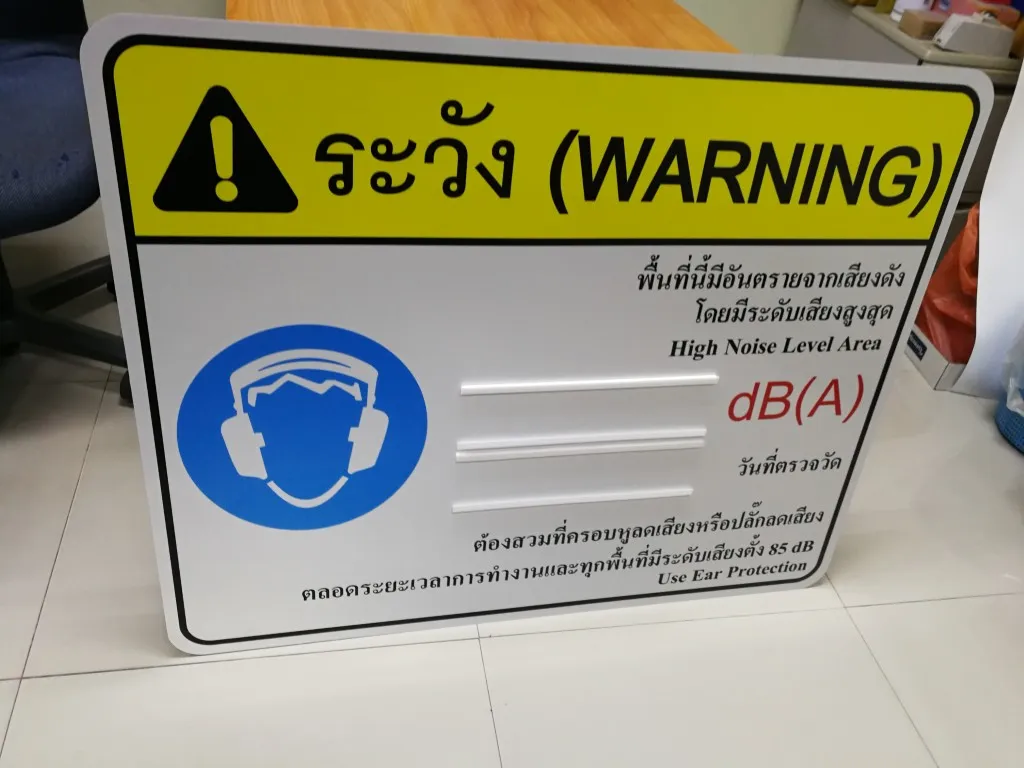 ระวัง (WARNING)
พื้นที่นี้มีอันตรายจากเสียงดัง
โดยมีระดับเสียงสูงสุด
High Noise Level Area
dB(A)
วันที่ตรวจวัด
ต้องสวมที่ครอบหูลดเสียงหรือปลั๊กลดเสียง
ตลอดระยะเวลาการทำงานและทุกพื้นที่มีระดับเสียงตั้ง 85 dB
Use Ear Protection